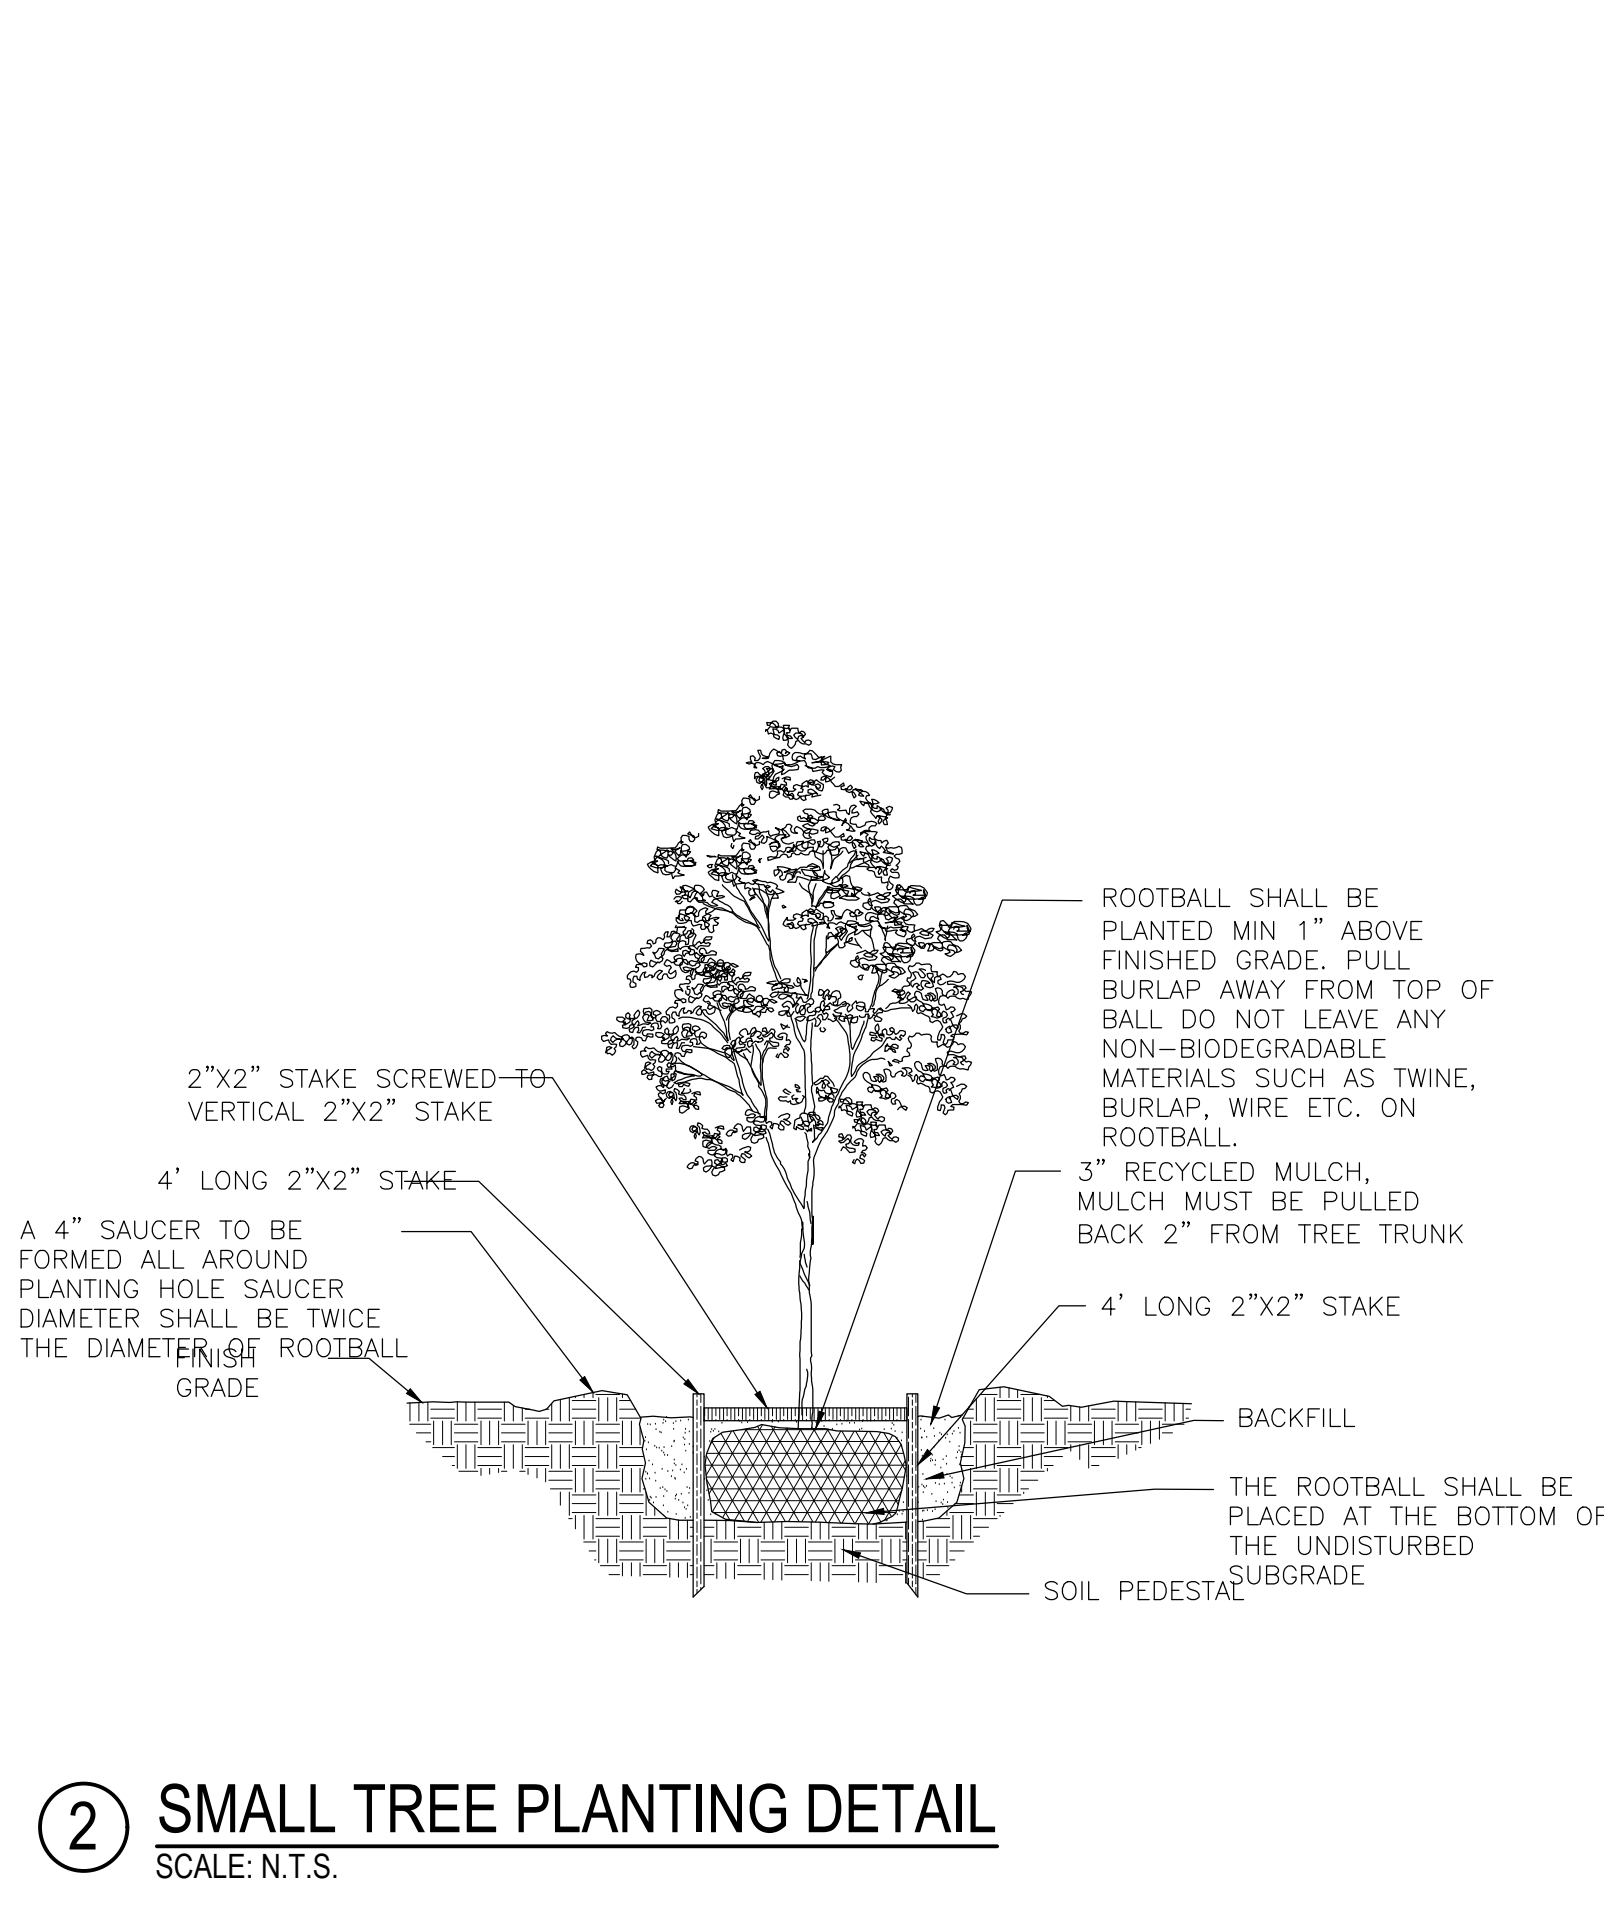 ROOTBALL SHALL BE
PLANTED MIN 1” ABOVE
FINISHED GRADE. PULL
BURLAP AWAY FROM TOP OF
BALL DO NOT LEAVE ANY
NON-BIODEGRADABLE
MATERIALS SUCH AS TWINE,
BURLAP, WIRE ETC. ON
ROOTBALL.
2”X2” STAKE SCREWED TO
VERTICAL 2”X2” STAKE
3” RECYCLED MULCH,
MULCH MUST BE PULLED
BACK 2” FROM TREE TRUNK
4’ LONG 2”X2” STAKE
A 4” SAUCER TO BE
FORMED ALL AROUND
PLANTING HOLE SAUCER
DIAMETER SHALL BE TWICE
THE DIAMETER OF ROOTBALL
4’ LONG 2”X2” STAKE
FINISH
GRADE
BACKFILL
THE ROOTBALL SHALL BE
PLACED AT THE BOTTOM OF
THE UNDISTURBED
SUBGRADE
SOIL PEDESTAL
2
SMALL TREE PLANTING DETAIL
SCALE: N.T.S.